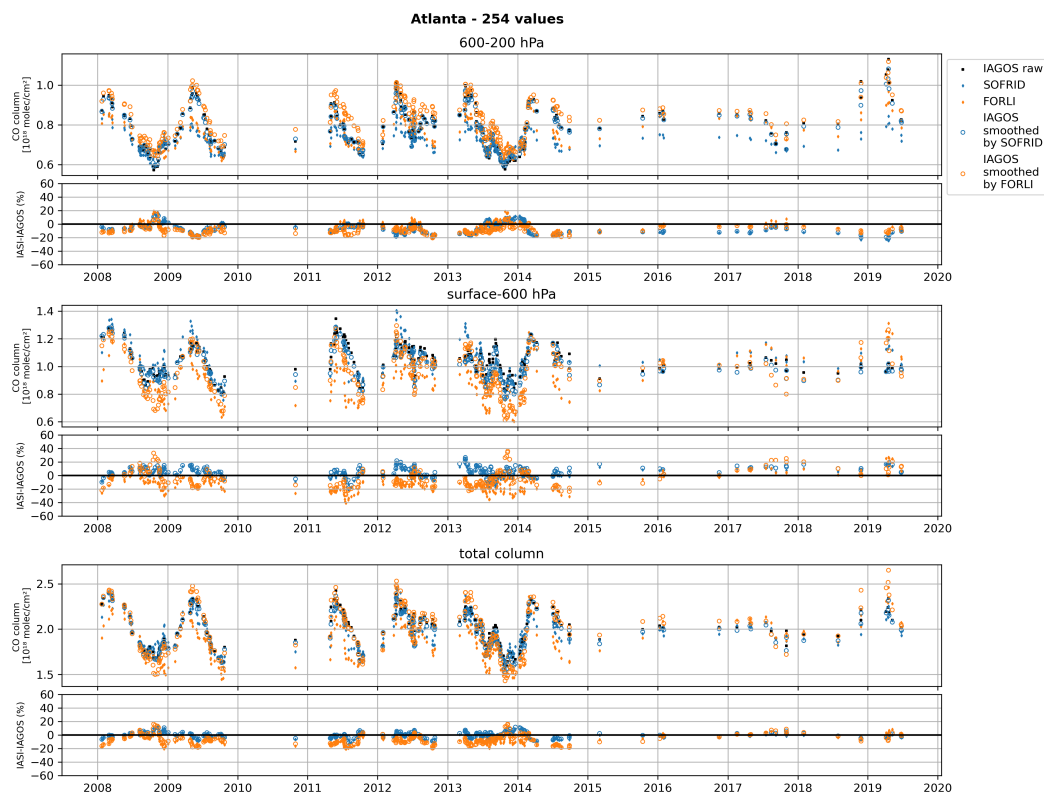 Atlanta - 254 values
600-200 hPa
1.0
0.8
0.6
CO column
[10¹⁸ molec/cm²]
60
40
20
0
−20
−40
−60
IASI-IAGOS (%)
2008 2009 2010 2011 2012 2013 2014 2015 2016 2017 2018 2019 2020
IAGOS raw
SOFRID
FORLI
IAGOS
smoothed
by SOFRID
IAGOS
smoothed
by FORLI
surface-600 hPa
1.4
1.2
1.0
0.8
0.6
CO column
[10¹⁸ molec/cm²]
60
40
20
0
−20
−40
−60
IASI-IAGOS (%)
2008 2009 2010 2011 2012 2013 2014 2015 2016 2017 2018 2019 2020
total column
2.5
2.0
1.5
CO column
[10¹⁸ molec/cm²]
60
40
20
0
−20
−40
−60
IASI-IAGOS (%)
2008 2009 2010 2011 2012 2013 2014 2015 2016 2017 2018 2019 2020